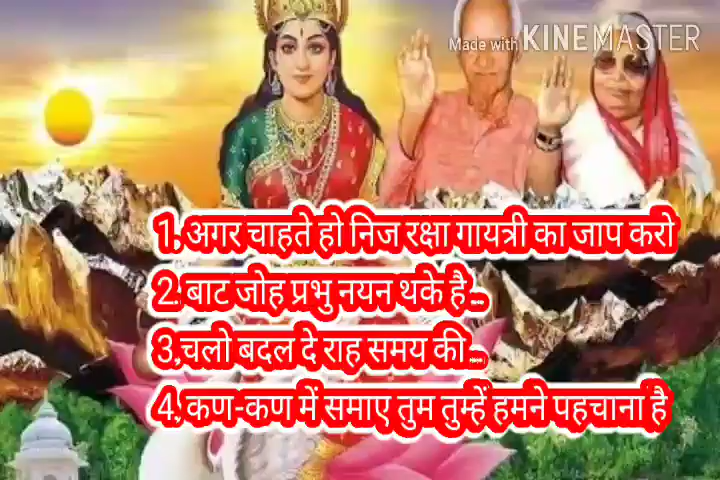 Made with KINEMASTER
1. अगर चाहते हो निज रक्षा गायत्री का जाप करो
2. बाट जोह प्रभु नयन थके है...
3, चलो बदल दे राह समय की...
4, कण-कण में समाए तुम तुम्हें हमने पहचाना है